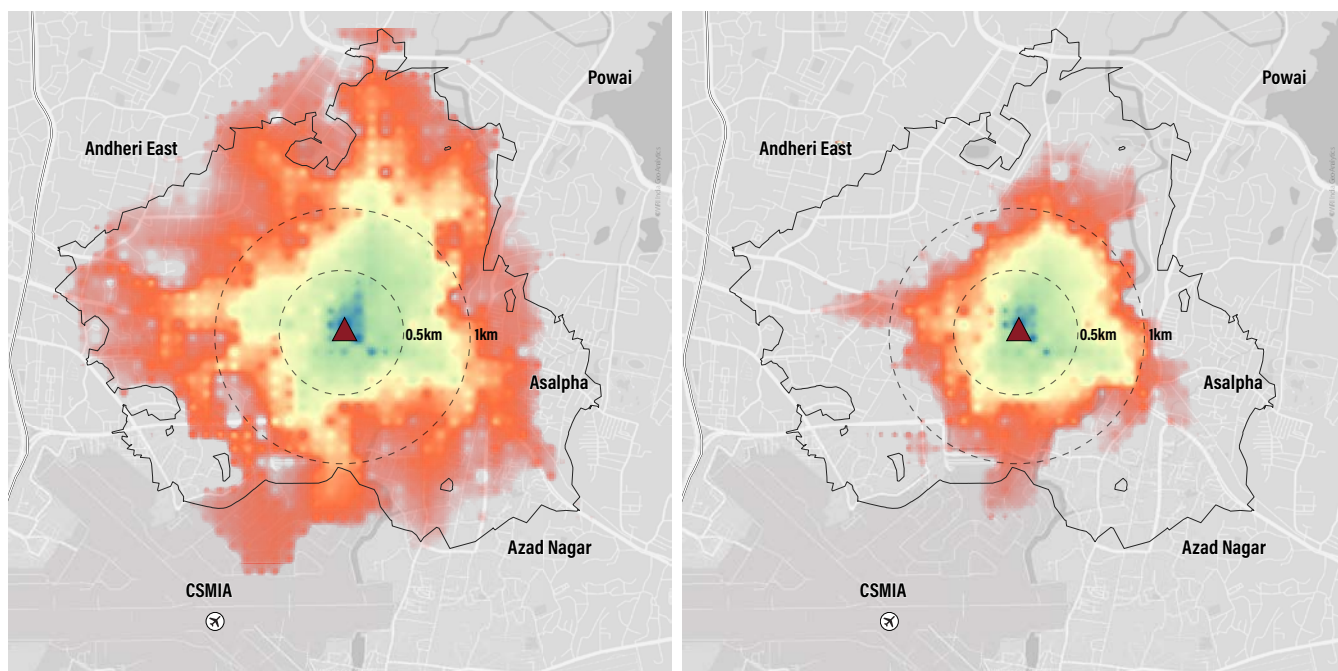 Powai
Andheri East
0.5km
1km
Asalpha
Azad Nagar
CSMIA
Powai
Andheri East
0.5km
1km
Asalpha
Azad Nagar
CSMIA